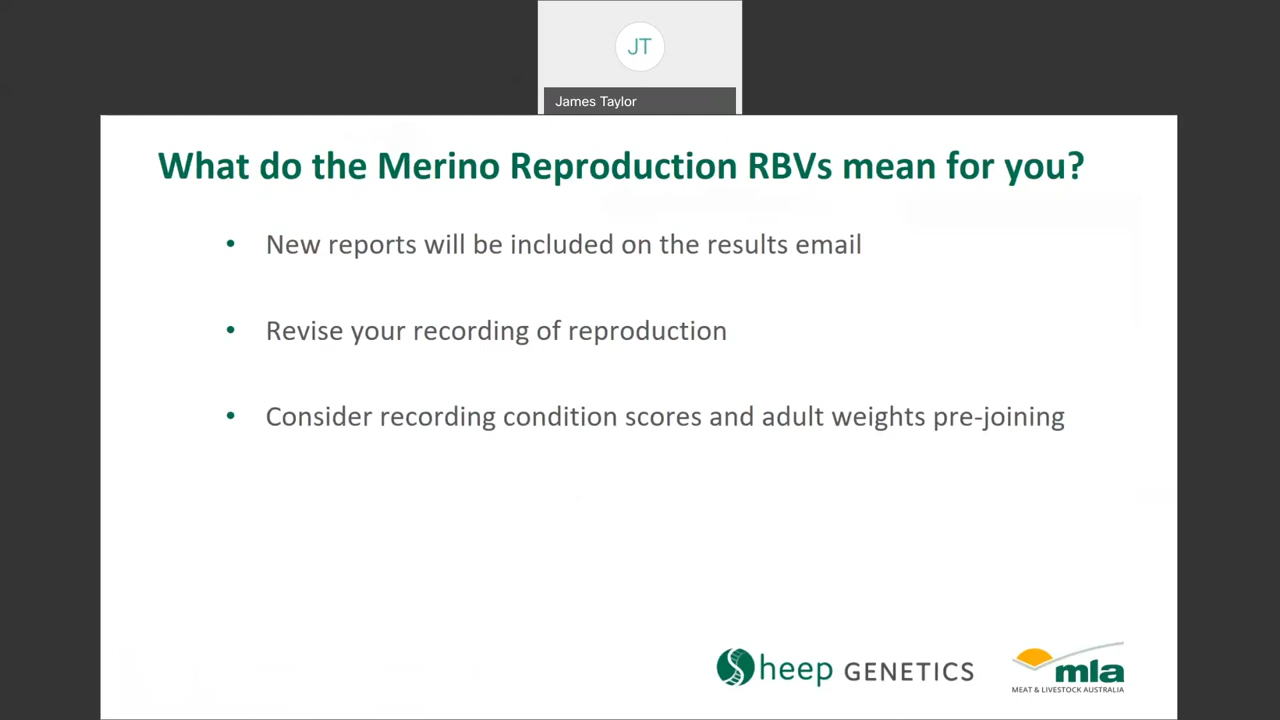 JT
James Taylor
What do the Merino Reproduction RBVs mean for you?
• New reports will be included on the results email
• Revise your recording of reproduction
• Consider recording condition scores and adult weights pre-joining
Sheep GENETICS
mla
MEAT & LIVESTOCK AUSTRALIA